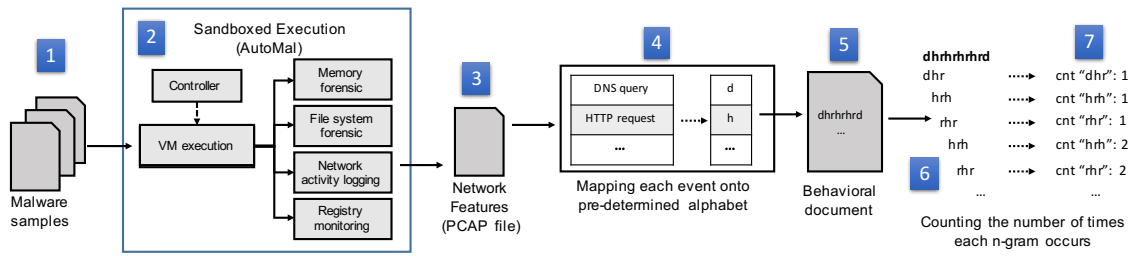 1
Malware
samples
2
Sandboxed Execution
(AutoMal)
Controller
VM execution
Memory
forensic
File system
forensic
Network
activity logging
Registry
monitoring
3
Network
Features
(PCAP file)
4
DNS query
d
HTTP request
h
...
...
Mapping each event onto
pre-determined alphabet
5
dhrhrhrd
...
Behavioral
document
6
7
dhrhrhrhrd
dhr cnt “dhr”: 1
hrh cnt “hrh”: 1
rhr cnt “rhr”: 1
hrh cnt “hrh”: 2
rhr cnt “rhr”: 2
... ...
Counting the number of times
each n-gram occurs